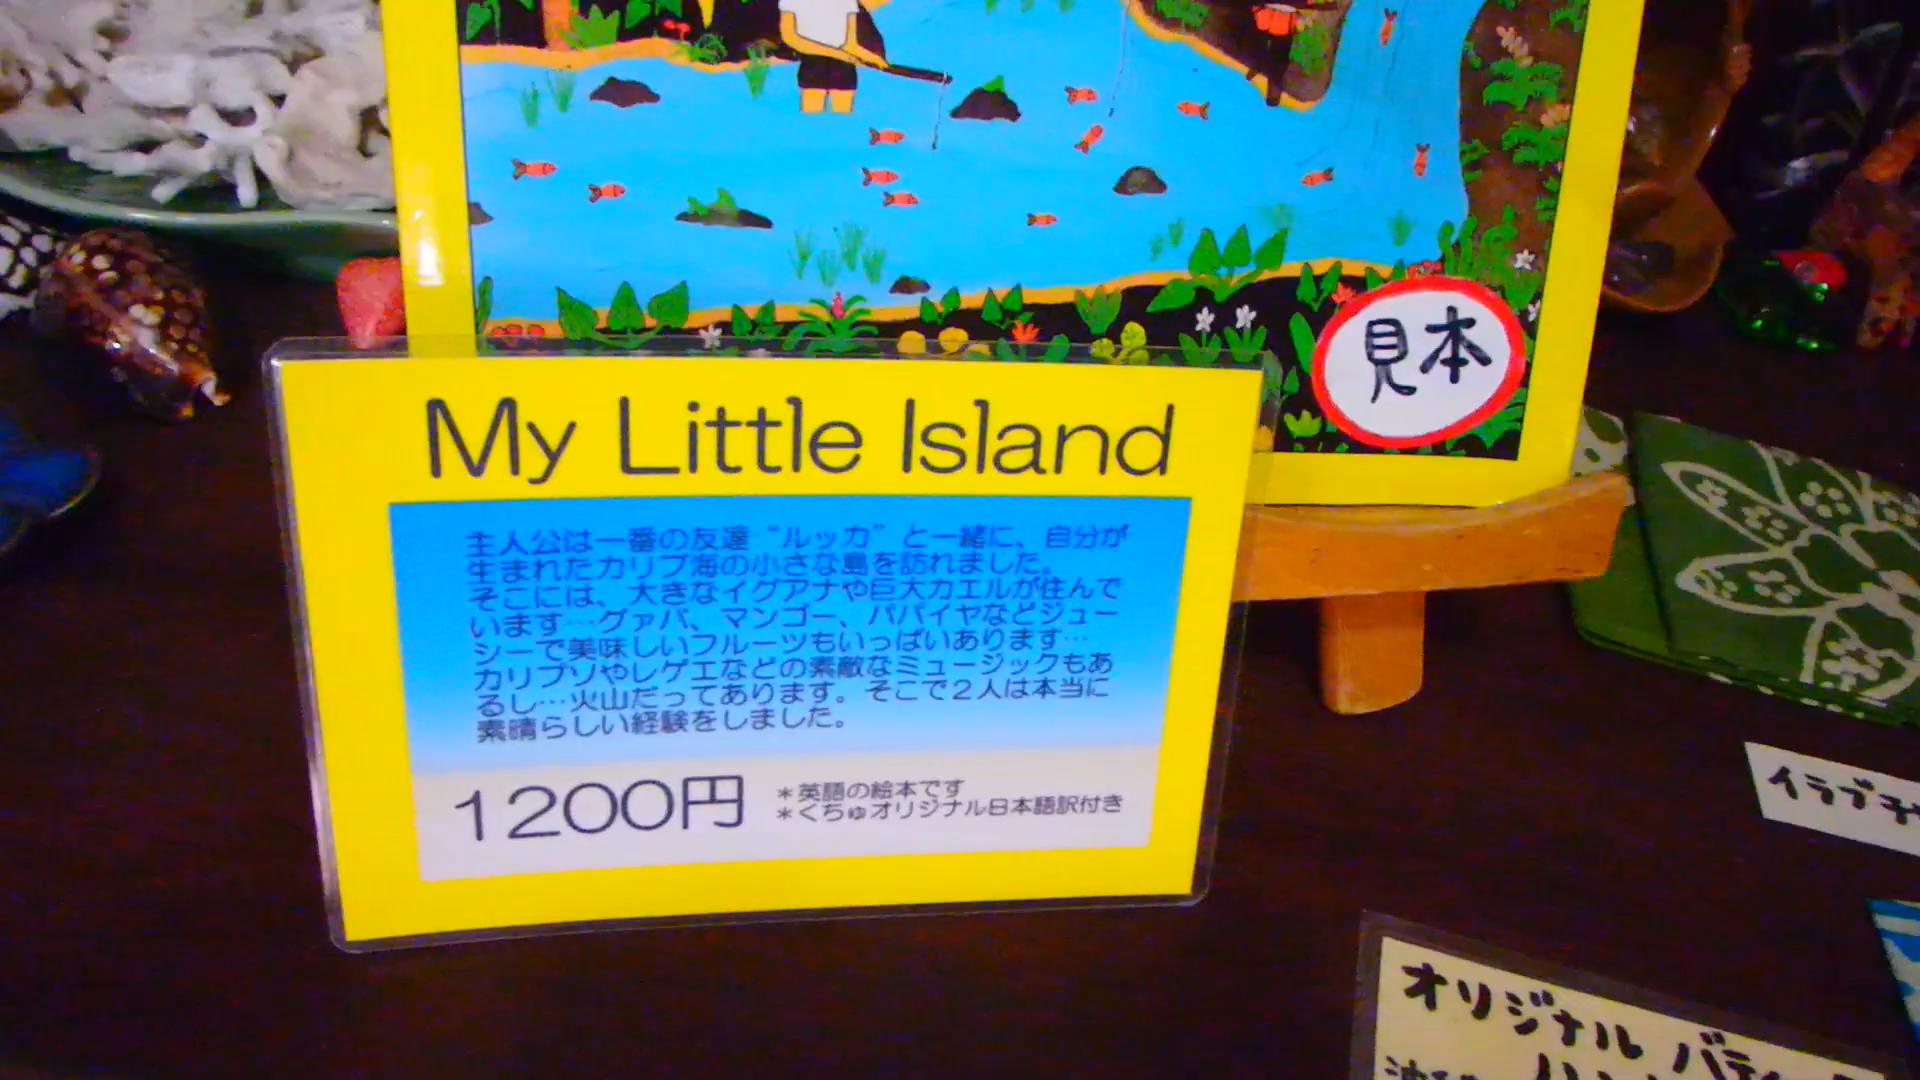 見本
My Little Island
主人公は一番の友達“ルッカ”と一緒に、自分が
生まれたカリブ海の小さな島を訪れました。
そこには、大きなイグアナや巨大カエルが住んで
います…グァバ、マンゴー、パパイヤなどジュー
シーで美味しいフルーツもいっぱいあります…
カリプソやレゲエなどの素敵なミュージックもあ
るし…火山だってあります。そこで2人は本当に
素晴らしい経験をしました。
1200円
*英語の絵本です
*くちゅオリジナル日本語訳付き
イラブ
オリジナル バティ